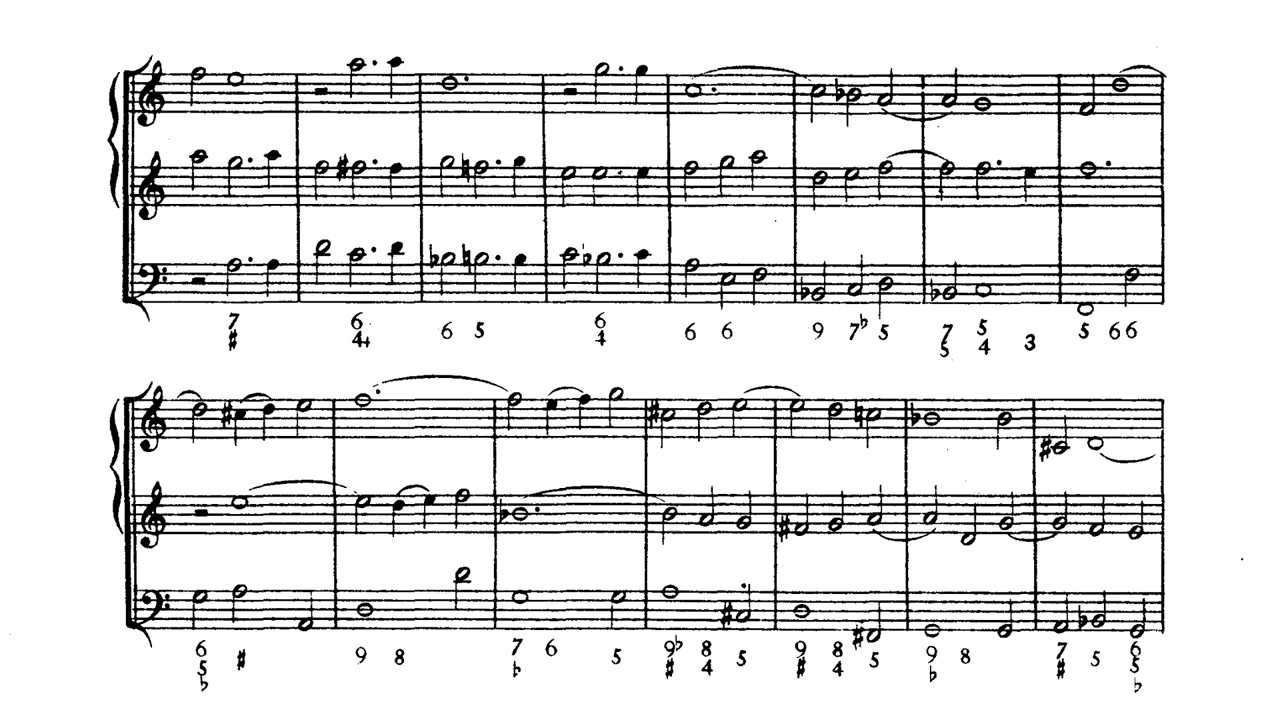 7 6 6 5 6 6 6 9 7♭ 5 7 5 5 6 6
♯ 4+ 4 5 4 3
6 ♯ 9 8 7 6 5 9♭ 8 5 9 8 5 9 8 7 5 6
5 ♭ ♯ 4 ♯ 4 ♭ ♯ 5
♭ ♭